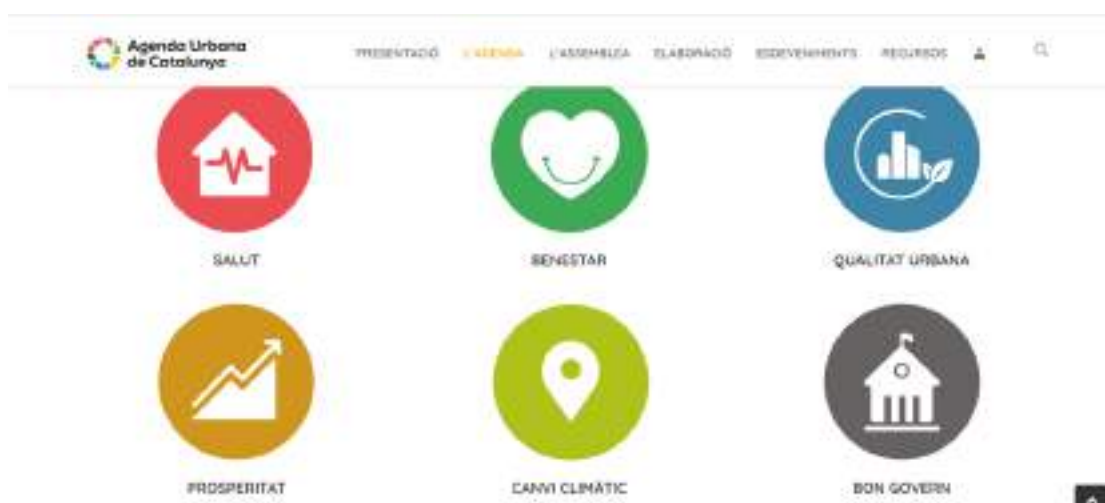 Agenda Urbana
de Catalunya
PRESENTACIÓ L'AGENDA L'ASSEMBLEA ELABORACIÓ ESDEVENIMENTS RECURSOS
SALUT BENESTAR QUALITAT URBANA
PROSPERITAT CANVI CLIMÀTIC BON GOVERN